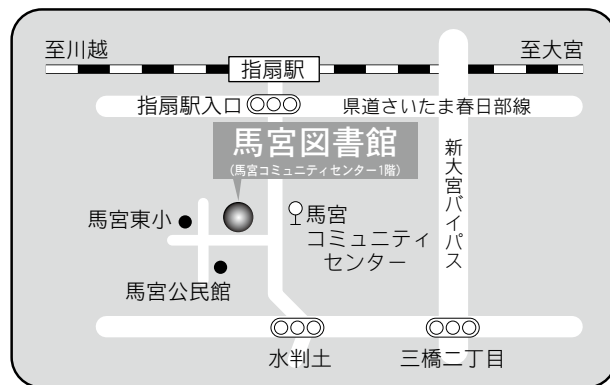 至川越
至大宮
指扇駅
指扇駅入口
県道さいたま春日部線
馬宮図書館
(馬宮コミュニティセンター1階)
新大宮バイパス
馬宮東小
馬宮
コミュニティ
センター
馬宮公民館
水判土
三橋二丁目